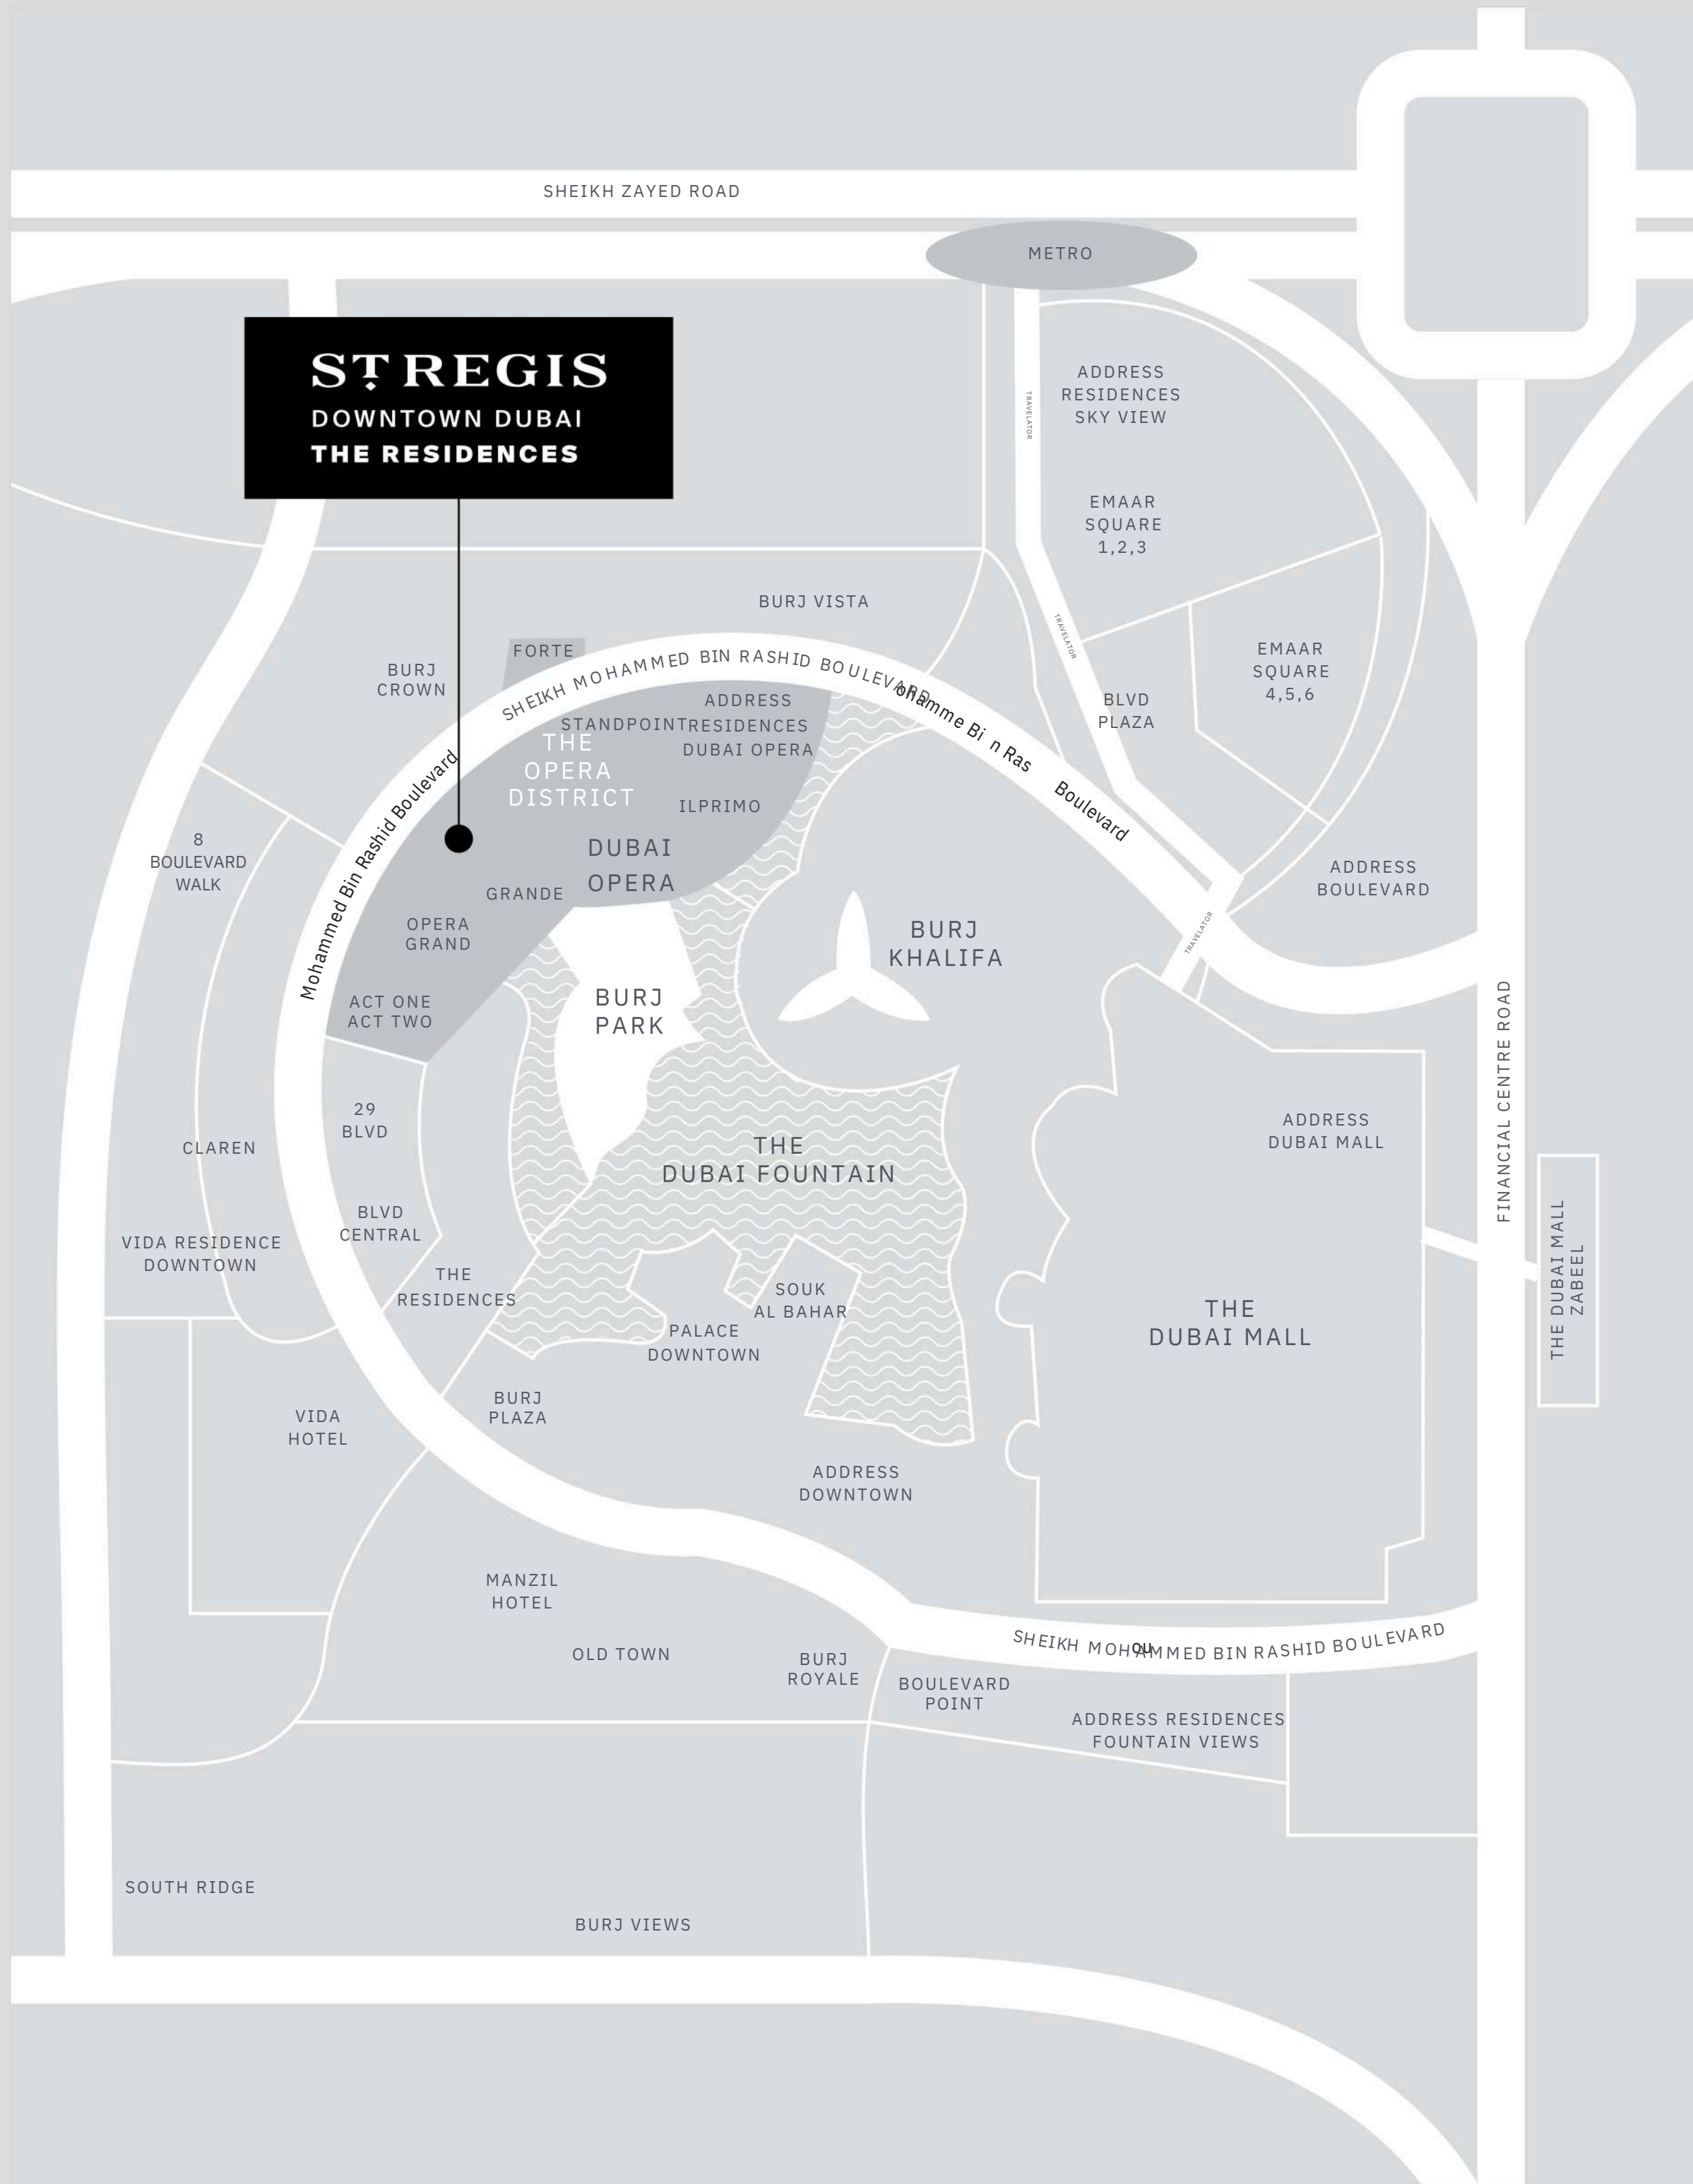 SHEIKH ZAYED ROAD
METRO
ST REGIS
DOWNTOWN DUBAI
THE RESIDENCES
TRAVELATOR
ADDRESS
RESIDENCES
SKY VIEW
EMAAR
SQUARE
1,2,3
BURJ VISTA
TRAVELATOR
FORTE
SHEIKH MOHAMMED BIN RASHID BOULEVARD
ohamme Bi n Ras
Boulevard
BURJ
CROWN
EMAAR
SQUARE
4,5,6
BLVD
PLAZA
ADDRESS
RESIDENCES
DUBAI OPERA
STANDPOINT
THE
OPERA
DISTRICT
ILPRIMO
Mohammed Bin Rashid Boulevard
8
BOULEVARD
WALK
DUBAI
OPERA
GRANDE
OPERA
GRAND
ADDRESS
BOULEVARD
TRAVELATOR
BURJ
KHALIFA
ACT ONE
ACT TWO
BURJ
PARK
FINANCIAL CENTRE ROAD
29
BLVD
CLAREN
THE
DUBAI FOUNTAIN
ADDRESS
DUBAI MALL
BLVD
CENTRAL
VIDA RESIDENCE
DOWNTOWN
THE
RESIDENCES
SOUK
AL BAHAR
PALACE
DOWNTOWN
THE
DUBAI MALL
THE DUBAI MALL
ZABEEL
BURJ
PLAZA
VIDA
HOTEL
ADDRESS
DOWNTOWN
MANZIL
HOTEL
OLD TOWN
BURJ
ROYALE
SHEIKH MOHAMMED BIN RASHID BOULEVARD
ou
BOULEVARD
POINT
ADDRESS RESIDENCES
FOUNTAIN VIEWS
SOUTH RIDGE
BURJ VIEWS